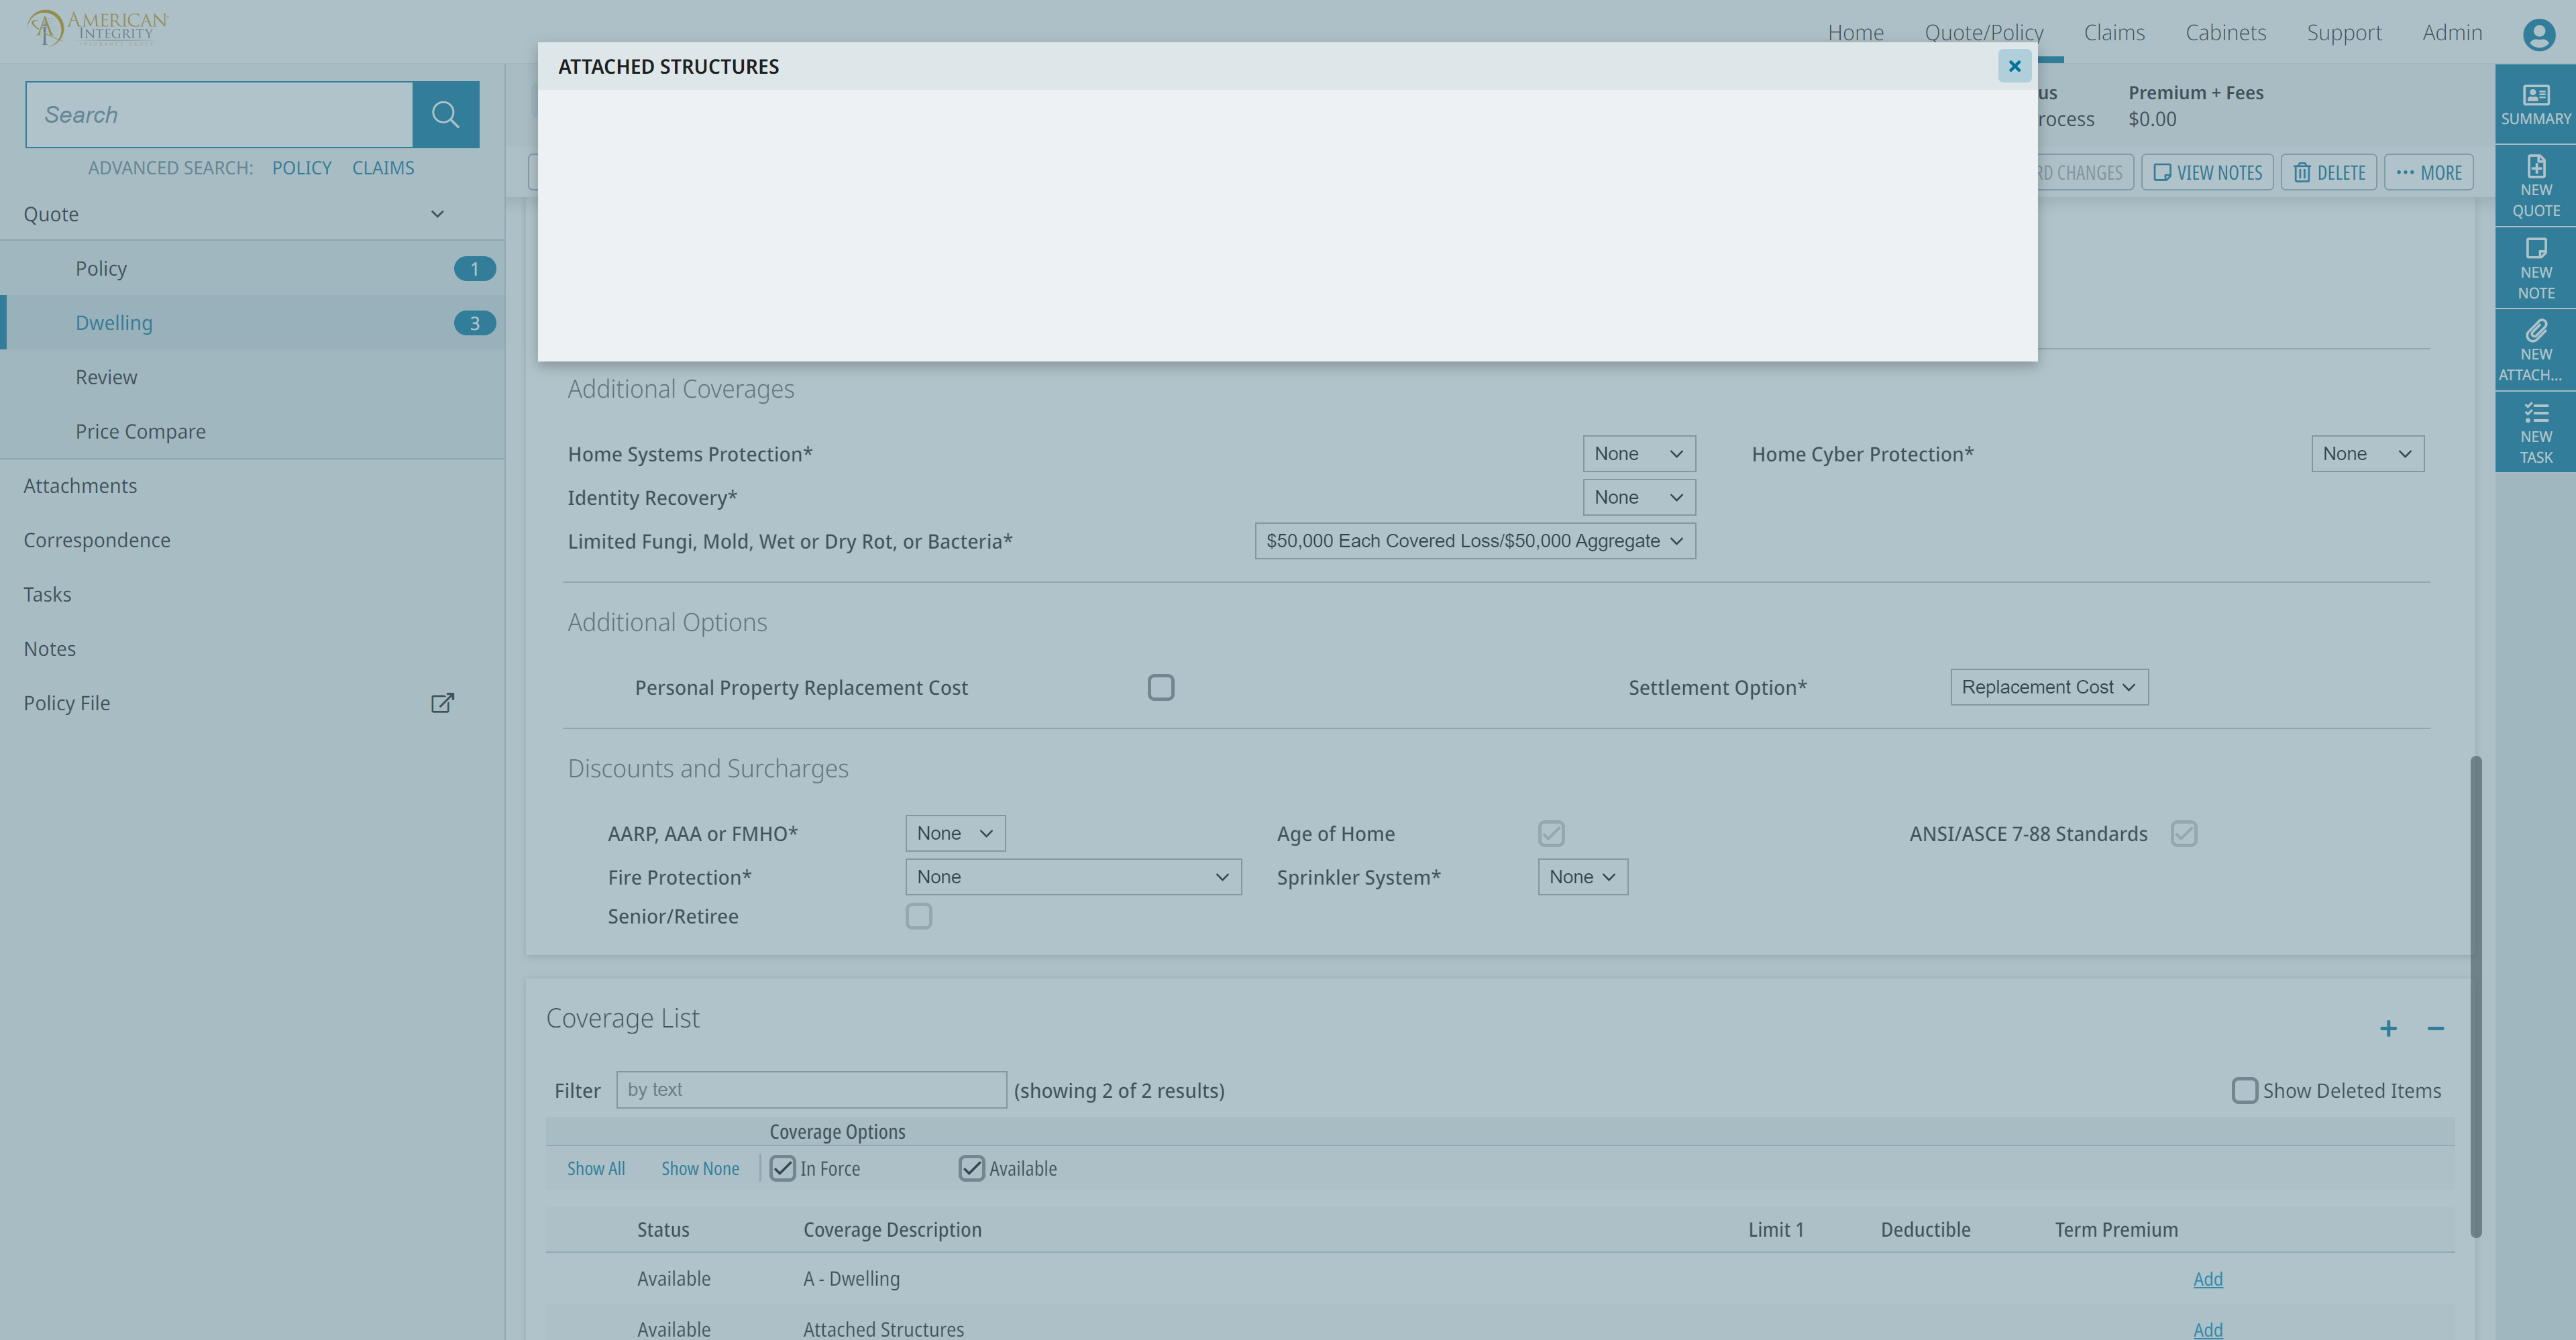 AMERICAN
INTEGRITY
Home Quote/Policy Claims Cabinets Support Admin
ATTACHED STRUCTURES
Search
ADVANCED SEARCH: POLICY CLAIMS
us Premium + Fees
rocess $0.00
RD CHANGES VIEW NOTES DELETE MORE
SUMMARY
NEW
QUOTE
NEW
NOTE
NEW
ATTACH...
NEW
TASK
Quote
Policy 1
Dwelling 3
Review
Price Compare
Attachments
Correspondence
Tasks
Notes
Policy File
Additional Coverages
Home Systems Protection* None Home Cyber Protection* None
Identity Recovery* None
Limited Fungi, Mold, Wet or Dry Rot, or Bacteria* $50,000 Each Covered Loss/$50,000 Aggregate
Additional Options
Personal Property Replacement Cost Settlement Option* Replacement Cost
Discounts and Surcharges
AARP, AAA or FMHO* None Age of Home ANSI/ASCE 7-88 Standards
Fire Protection* None Sprinkler System* None
Senior/Retiree
Coverage List
Filter by text (showing 2 of 2 results) Show Deleted Items
Coverage Options
Show All Show None In Force Available
Status Coverage Description Limit 1 Deductible Term Premium
Available A - Dwelling Add
Available Attached Structures Add